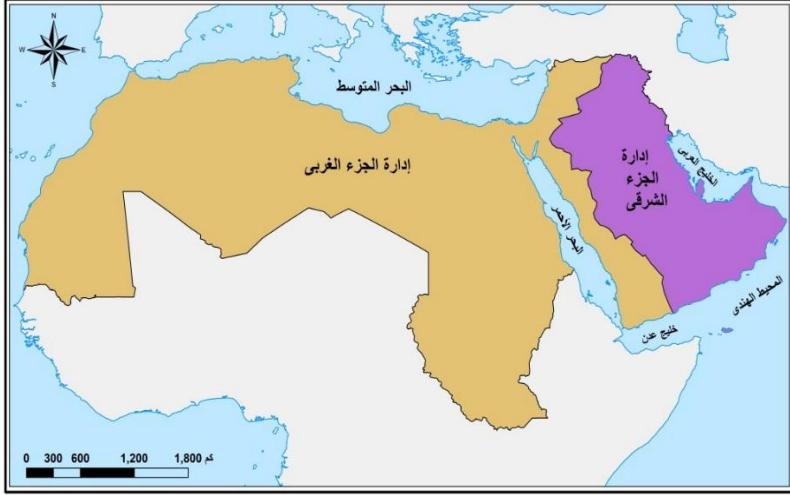 N
W E
S
البحر المتوسط
إدارة الجزء الغربى
إدارة
الجزء
الشرقى
الخليج العربى
البحر الأحمر
المحيط الهندى
خليج عدن
0 300 600 1,200 1,800 كم